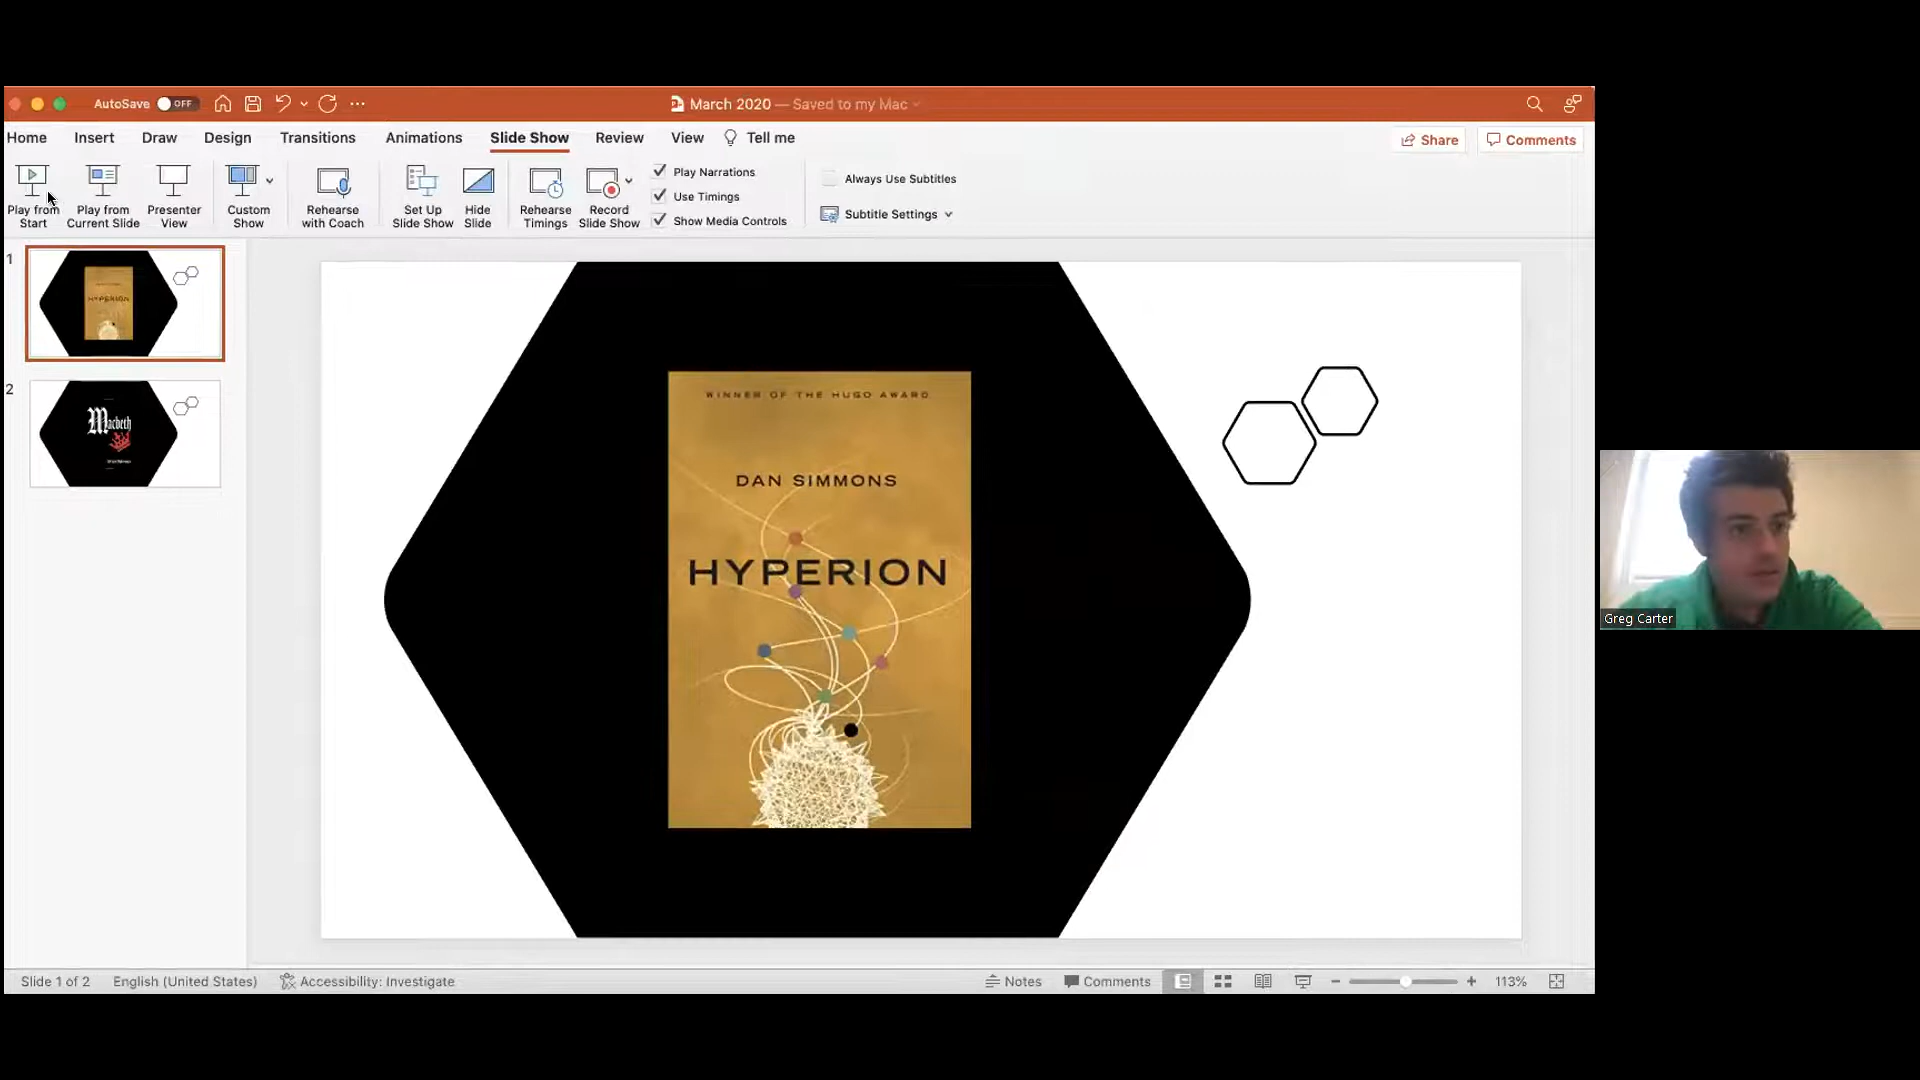 AutoSave OFF
March 2020 — Saved to my Mac
Home Insert Draw Design Transitions Animations Slide Show Review View Tell me
Share Comments
Play from Start
Play from Current Slide
Presenter View
Custom Show
Rehearse with Coach
Set Up Slide Show
Hide Slide
Rehearse Timings
Record Slide Show
Play Narrations
Use Timings
Show Media Controls
Always Use Subtitles
Subtitle Settings
1
HYPERION
2
Macbeth
WINNER OF THE HUGO AWARD
DAN SIMMONS
HYPERION
Greg Carter
Slide 1 of 2 English (United States) Accessibility: Investigate Notes Comments 113%